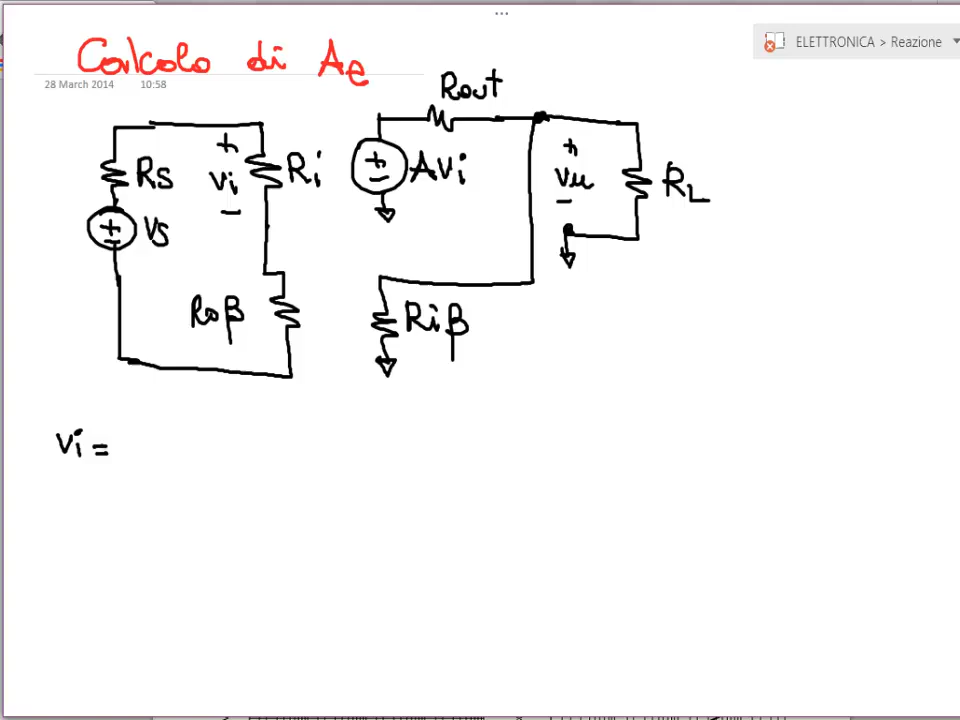 ELETTRONICA > Reazione
Calcolo di Ae
28 March 2014 10:58
Rout
Rs
+
Vi
-
Ri
+
-
AVi
+
Vu
-
RL
+
-
Vs
Roβ
Riβ
Vi =